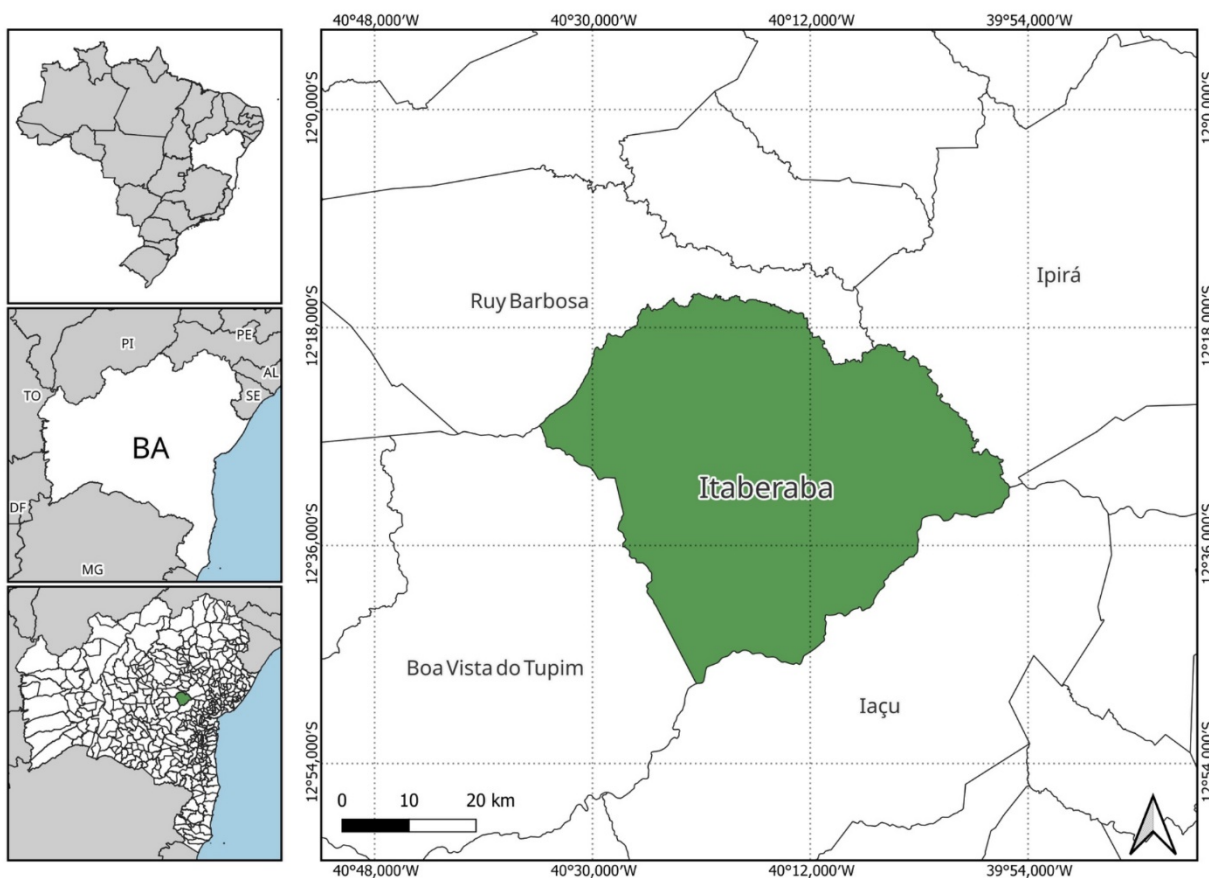 40°48,000'W 40°30,000'W 40°12,000'W 39°54,000'W
PI
PE
AL
TO
SE
BA
DF
MG
12°0,000'S
12°0,000'S
Ipirá
Ruy Barbosa
12°18,000'S
12°18,000'S
Itaberaba
12°36,000'S
12°36,000'S
Boa Vista do Tupim
Iaçu
12°54,000'S
12°54,000'S
0 10 20 km
40°48,000'W 40°30,000'W 40°12,000'W 39°54,000'W